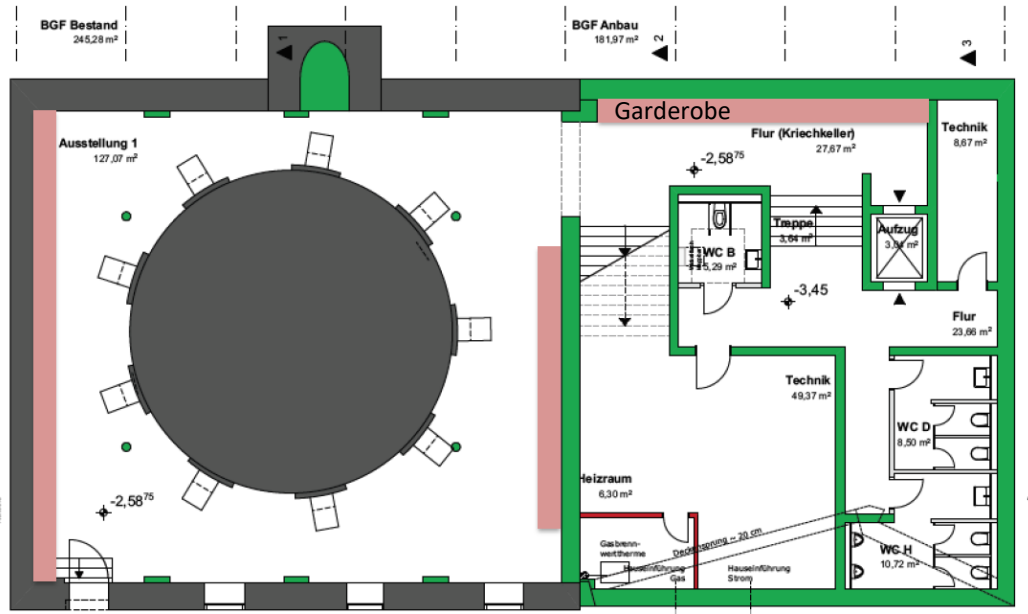 BGF Bestand
245,28 m²
BGF Anbau
181,97 m²
1
2
3
Garderobe
Ausstellung 1
127,07 m²
Flur (Kriechkeller)
27,67 m²
Technik
8,67 m²
-2,58⁷⁵
Treppe
3,64 m²
Aufzug
WC B
5,29 m²
-3,45
Flur
23,66 m²
Technik
49,37 m²
WC D
8,50 m²
Heizraum
6,30 m²
-2,58⁷⁵
Deckensprung ~ 20 cm
Gasbrenn-
werttherme
Hauseinführung
Gas
Hauseinführung
Strom
WC H
10,72 m²